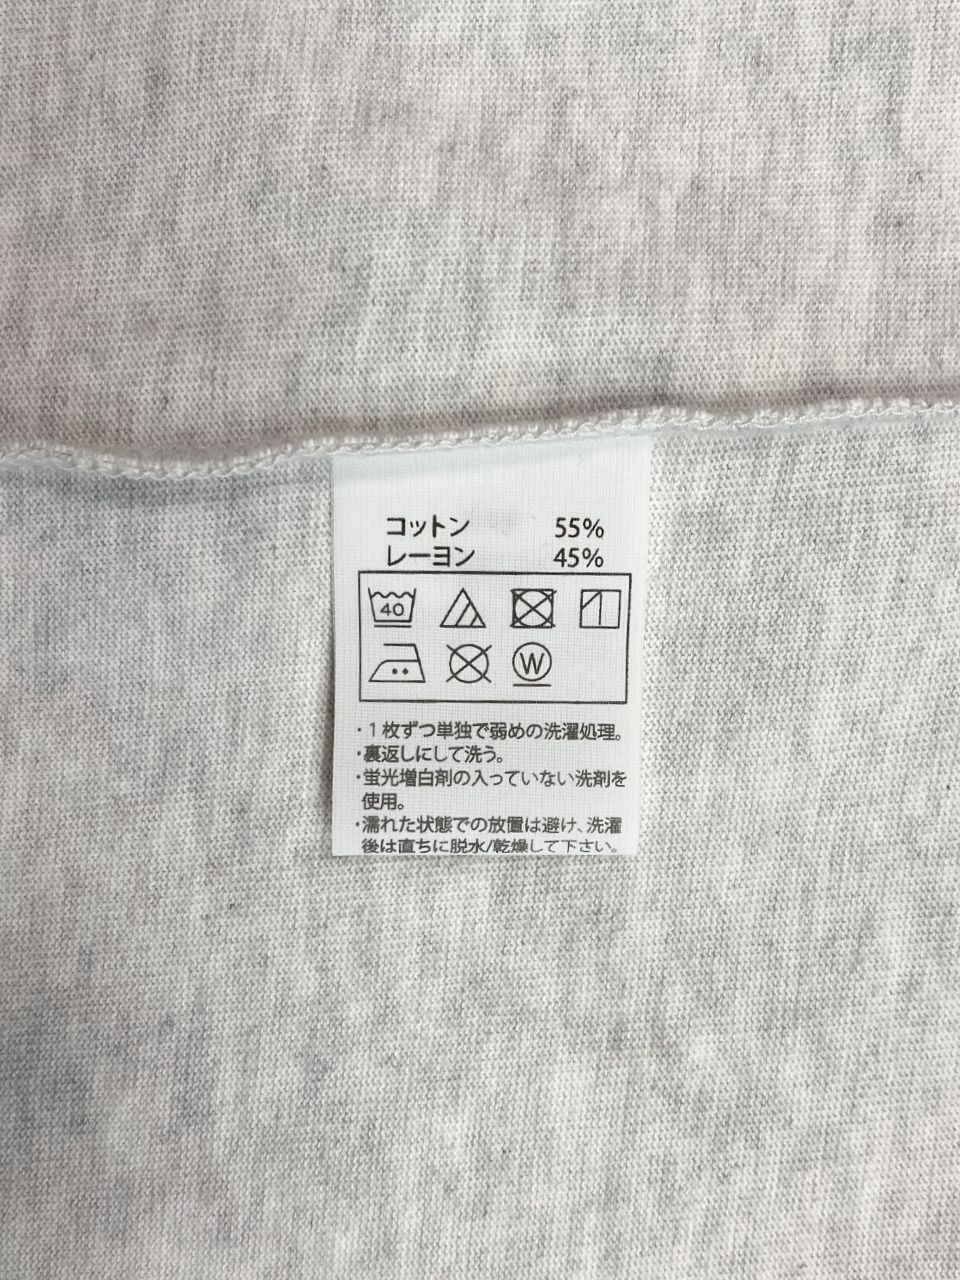 コットン 55%
レーヨン 45%
40
W
・1枚ずつ単独で弱めの洗濯処理。
・裏返しにして洗う。
・蛍光増白剤の入っていない洗剤を
使用。
・濡れた状態での放置は避け、洗濯
後は直ちに脱水/乾燥して下さい。